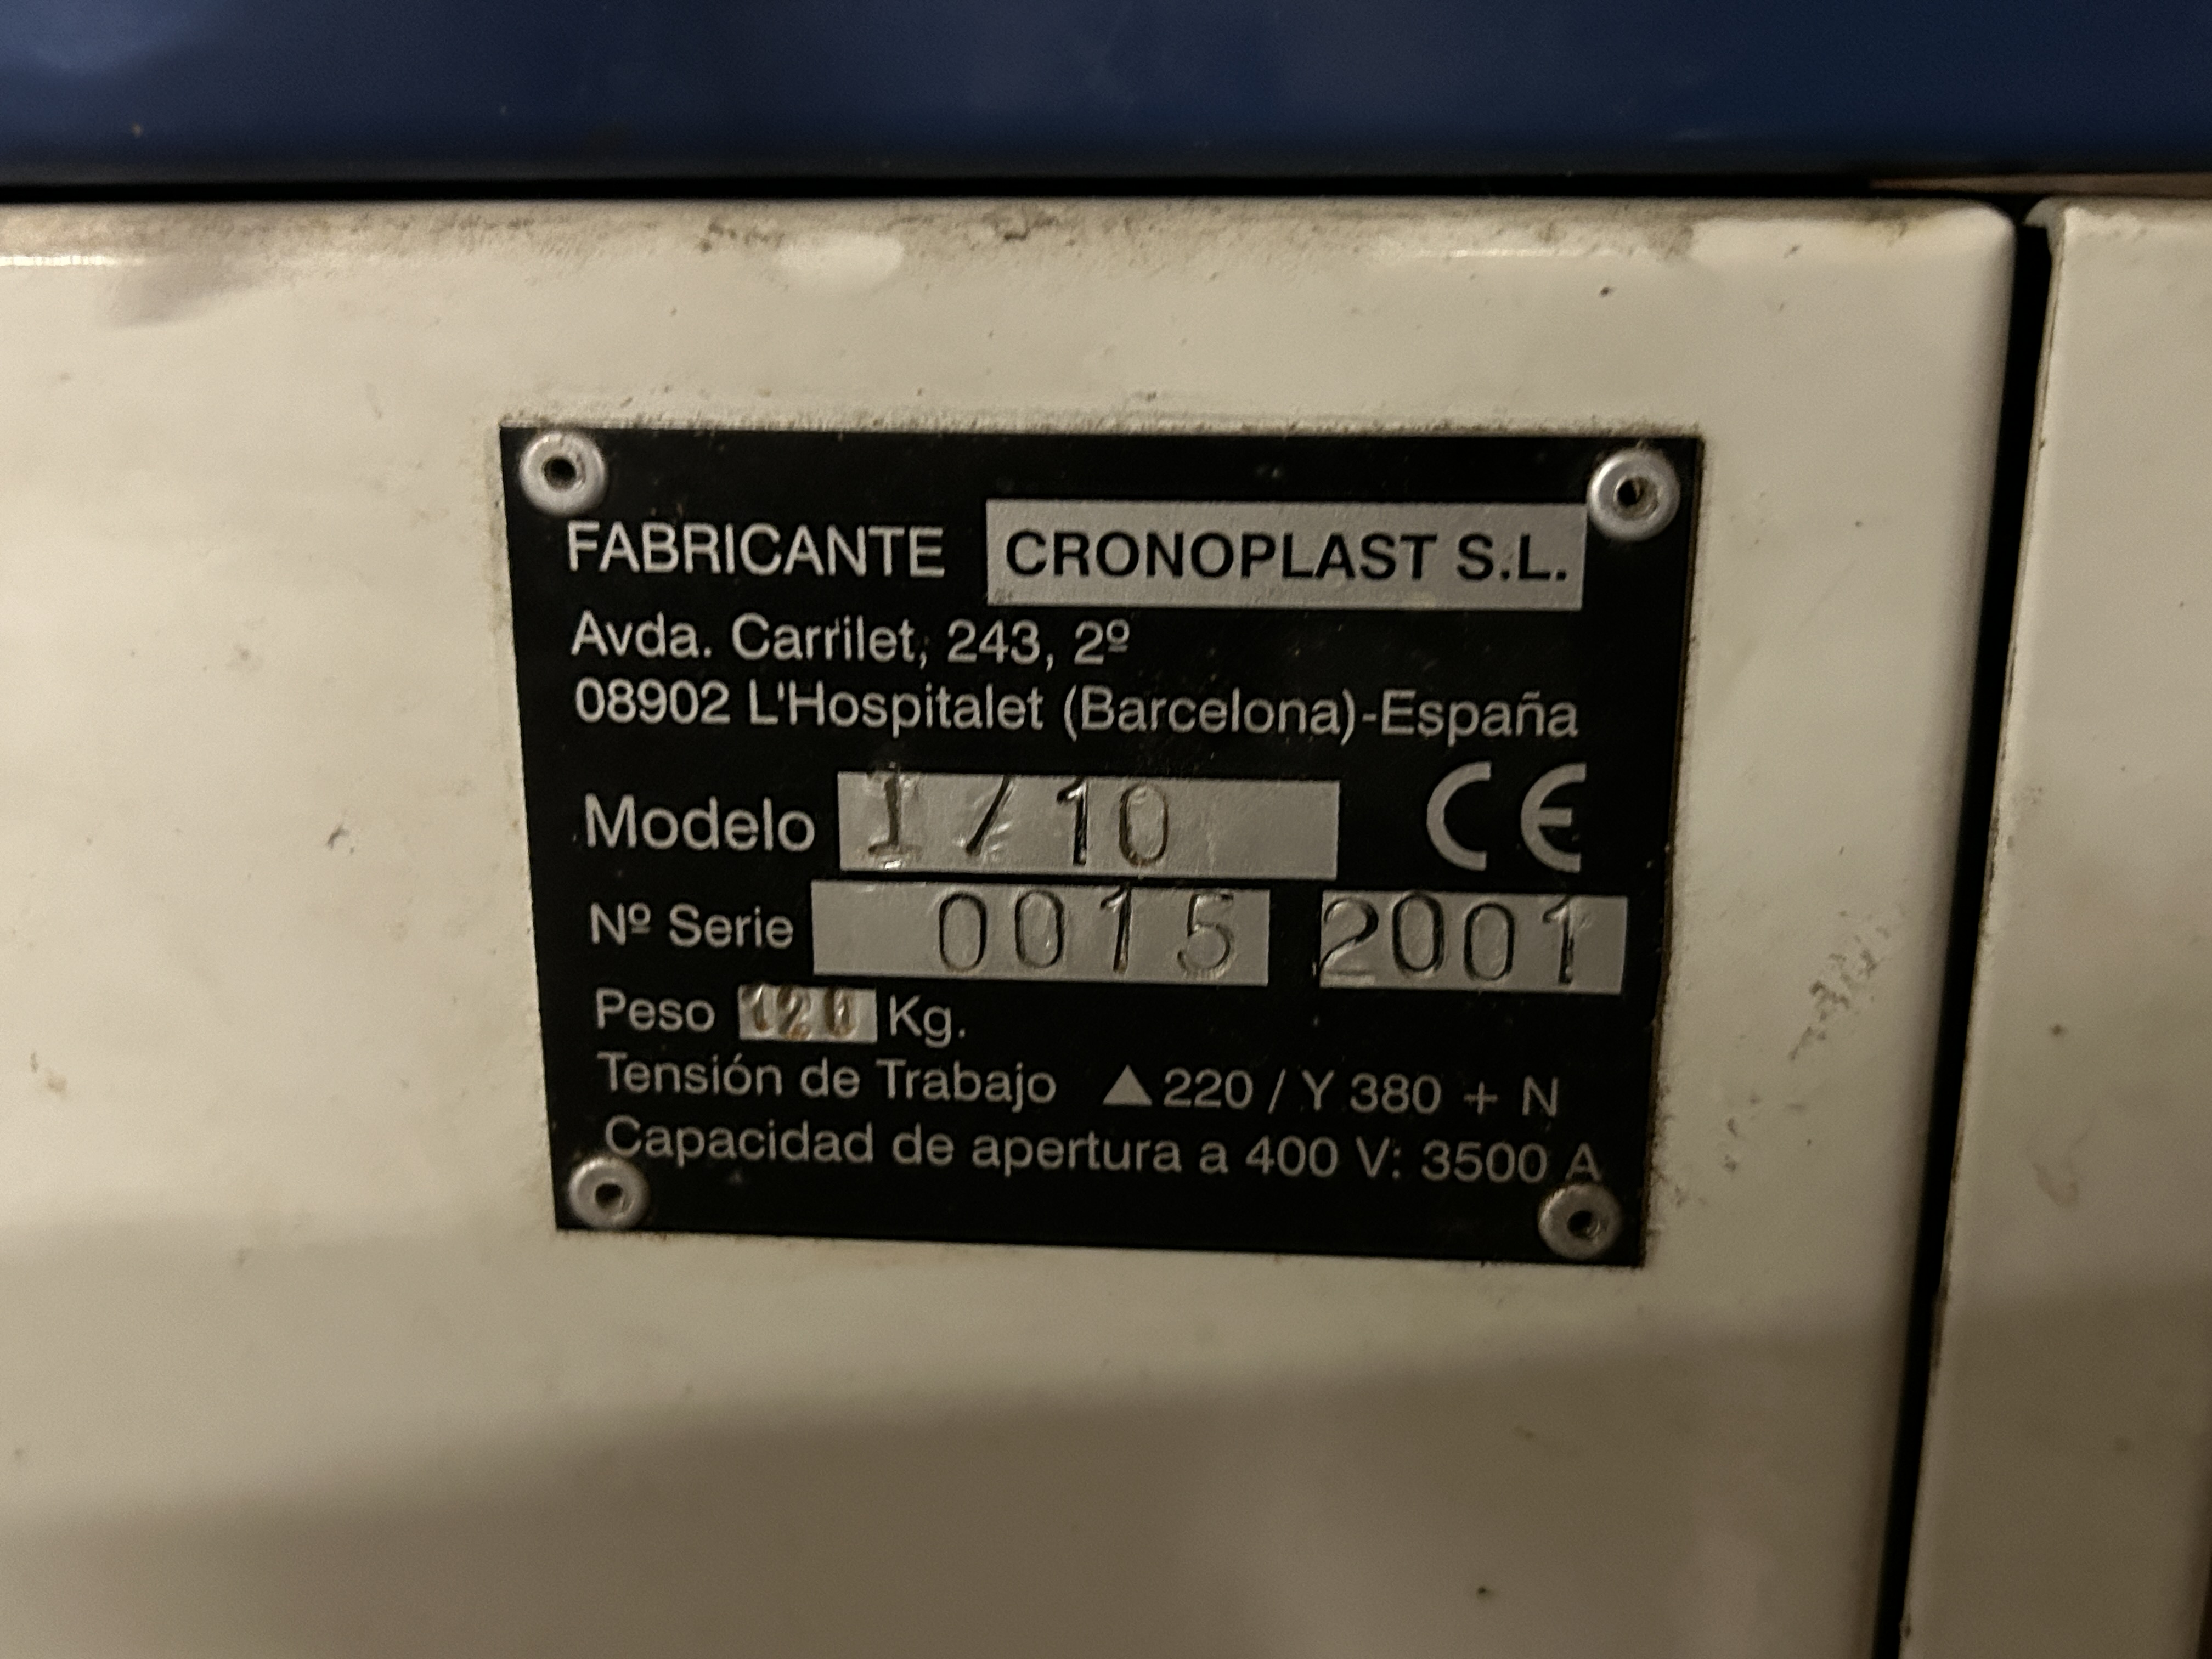 FABRICANTE CRONOPLAST S.L.
Avda. Carrilet, 243, 2º
08902 L'Hospitalet (Barcelona)-España
Modelo I/10 CE
Nº Serie 0015 2001
Peso 120 Kg.
Tensión de Trabajo ▲220 / Y 380 + N
Capacidad de apertura a 400 V: 3500 A